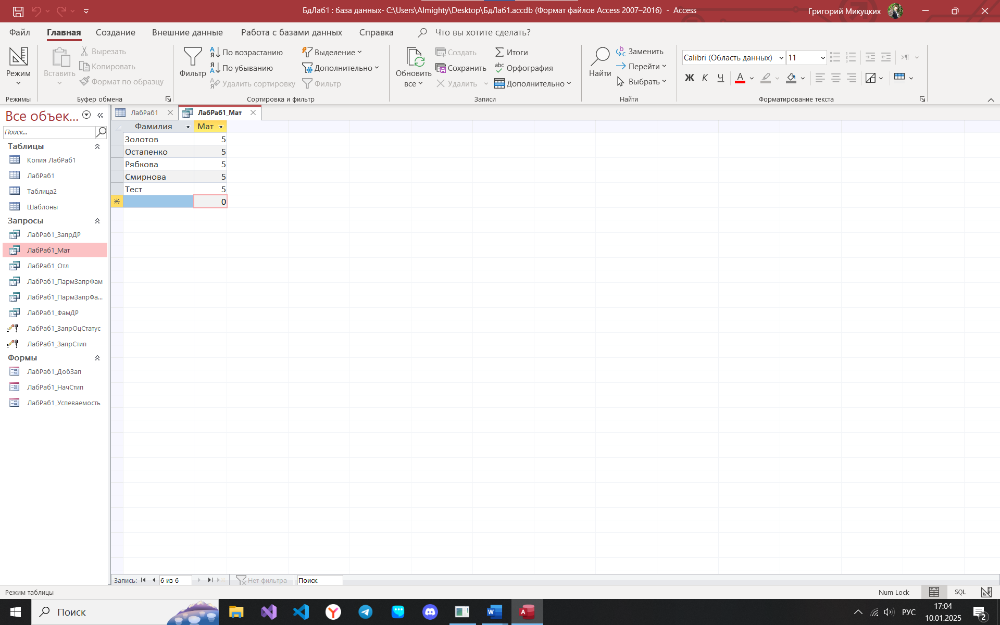 БдЛаб1 : база данных- C:\Users\Almighty\Desktop\БдЛаб1.accdb (Формат файлов Access 2007–2016) - Access
Григорий Микуцких
Файл
Главная
Создание
Внешние данные
Работа с базами данных
Справка
Что вы хотите сделать?
Режим
Режимы
Вставить
Вырезать
Копировать
Формат по образцу
Буфер обмена
Фильтр
По возрастанию
По убыванию
Удалить сортировку
Выделение
Дополнительно
Фильтр
Сортировка и фильтр
Обновить
все
Создать
Сохранить
Удалить
Итоги
Орфография
Дополнительно
Записи
Найти
Заменить
Перейти
Выбрать
Найти
Calibri (Область данных)
11
Ж К Ч
А
Форматирование текста
Все объек...
Поиск...
Таблицы
Копия ЛабРаб1
ЛабРаб1
Таблица2
Шаблоны
Запросы
ЛабРаб1_ЗапрДР
ЛабРаб1_Мат
ЛабРаб1_Отл
ЛабРаб1_ПармЗапрФам
ЛабРаб1_ПармЗапрФа...
ЛабРаб1_ФамДР
ЛабРаб1_ЗапрОцСтатус
ЛабРаб1_ЗапрСтип
Формы
ЛабРаб1_ДобЗап
ЛабРаб1_НачСтип
ЛабРаб1_Успеваемость
ЛабРаб1
ЛабРаб1_Мат
Фамилия Мат
Золотов 5
Остапенко 5
Рябкова 5
Смирнова 5
Тест 5
0
Запись: 6 из 6
Нет фильтра
Поиск
Режим таблицы
Num Lock
SQL
Поиск
РУС
17:04
10.01.2025
2